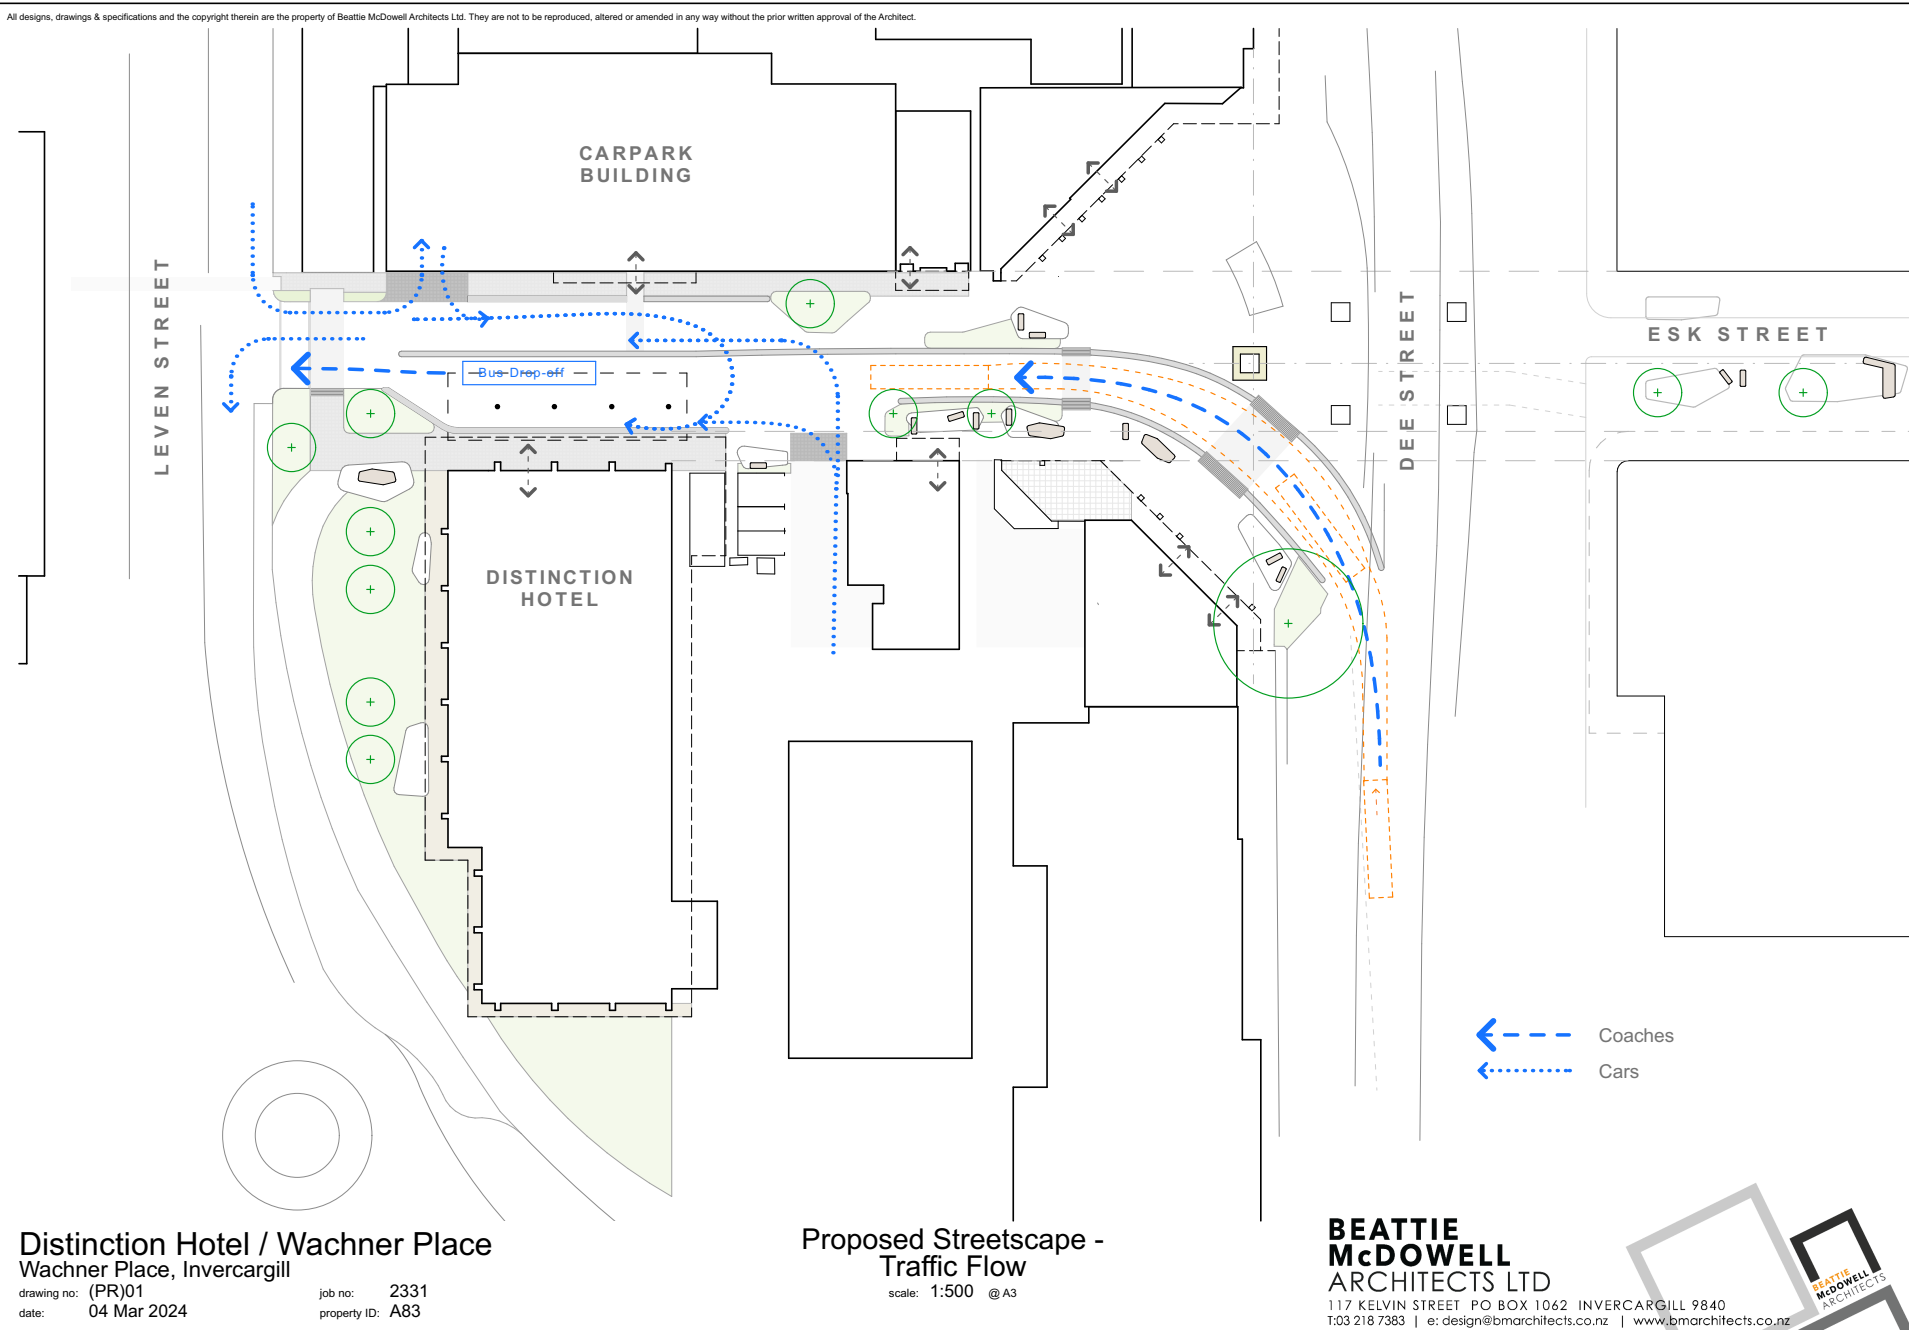 All designs, drawings & specifications and the copyright therein are the property of Beattie McDowell Architects Ltd. They are not to be reproduced, altered or amended in any way without the prior written approval of the Architect.
CARPARK
BUILDING
LEVEN STREET
Bus Drop-off
DEE STREET
ESK STREET
DISTINCTION
HOTEL
Coaches
Cars
Distinction Hotel / Wachner Place
Wachner Place, Invercargill
drawing no: (PR)01
job no: 2331
date: 04 Mar 2024
property ID: A83
Proposed Streetscape -
Traffic Flow
scale: 1:500 @ A3
BEATTIE
McDOWELL
ARCHITECTS LTD
117 KELVIN STREET PO BOX 1062 INVERCARGILL 9840
T:03 218 7383 | e: design@bmarchitects.co.nz | www.bmarchitects.co.nz
BEATTIE
McDOWELL
ARCHITECTS